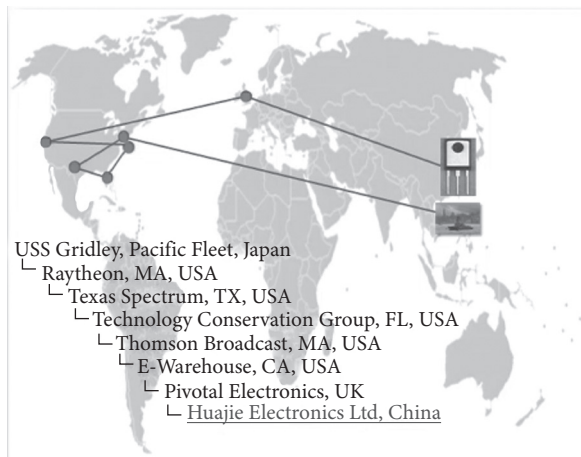 USS Gridley, Pacific Fleet, Japan
Raytheon, MA, USA
Texas Spectrum, TX, USA
Technology Conservation Group, FL, USA
Thomson Broadcast, MA, USA
E-Warehouse, CA, USA
Pivotal Electronics, UK
Huajie Electronics Ltd, China